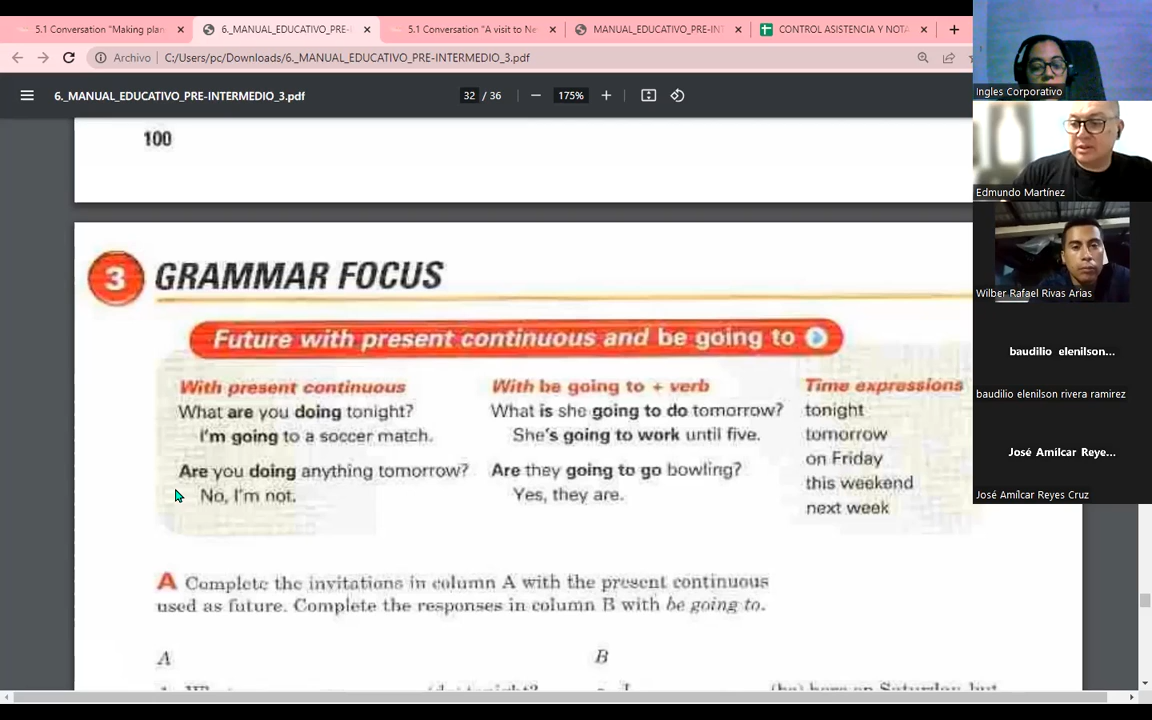 5.1 Conversation "Making plan
6._MANUAL_EDUCATIVO_PRE-I
5.1 Conversation "A visit to Ne
MANUAL_EDUCATIVO_PRE-INT
CONTROL ASISTENCIA Y NOTA
Archivo | C:/Users/pc/Downloads/6._MANUAL_EDUCATIVO_PRE-INTERMEDIO_3.pdf
6._MANUAL_EDUCATIVO_PRE-INTERMEDIO_3.pdf
32 / 36
175%
Ingles Corporativo
Edmundo Martínez
Wilber Rafael Rivas Arias
baudilio elenilson...
baudilio elenilson rivera ramirez
José Amilcar Reye...
José Amílcar Reyes Cruz
100
3 GRAMMAR FOCUS
Future with present continuous and be going to
With present continuous
What are you doing tonight?
I'm going to a soccer match.
Are you doing anything tomorrow?
No, I'm not.
With be going to + verb
What is she going to do tomorrow?
She's going to work until five.
Are they going to go bowling?
Yes, they are.
Time expressions
tonight
tomorrow
on Friday
this weekend
next week
A Complete the invitations in column A with the present continuous
used as future. Complete the responses in column B with be going to.
A
B